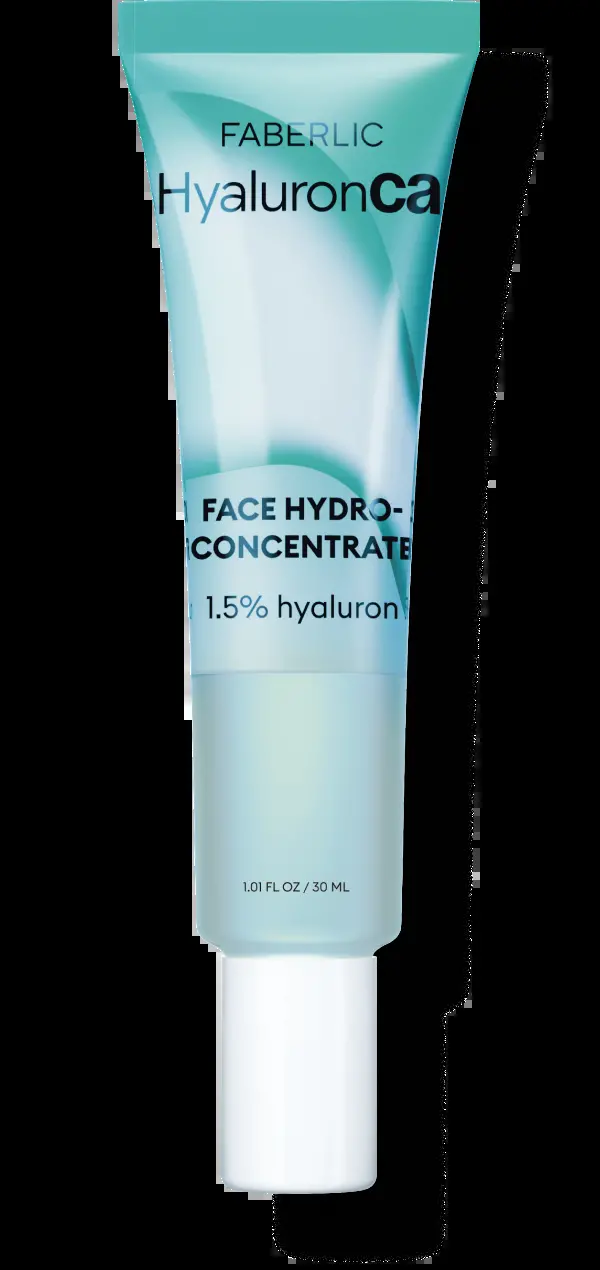 FABERLIC
HyaluronCa
FACE HYDRO-
CONCENTRATE
1.5% hyaluron
1.01 FL OZ / 30 ML